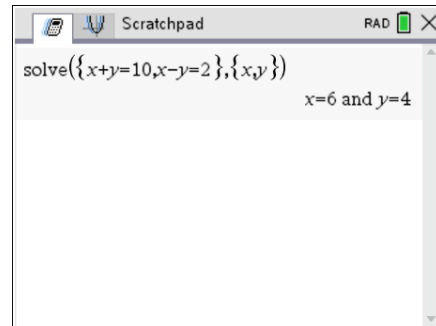 Scratchpad
RAD
solve({x+y=10,x−y=2},{x,y})
x=6 and y=4